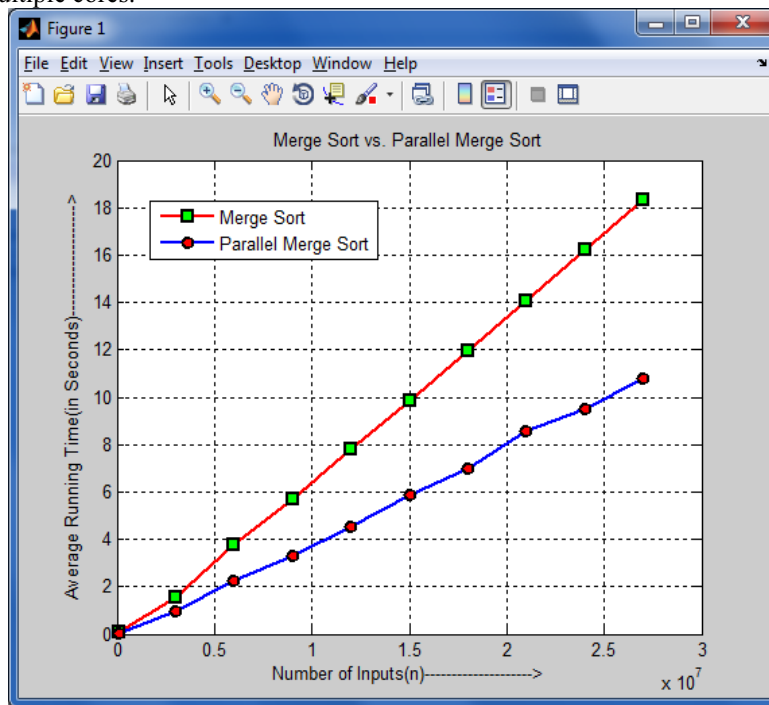 Figure 1
File Edit View Insert Tools Desktop Window Help
Merge Sort vs. Parallel Merge Sort
20
18
16
14
12
10
8
6
4
2
0
Average Running Time(in Seconds)-------------------->
Merge Sort
Parallel Merge Sort
0 0.5 1 1.5 2 2.5 3
Number of Inputs(n)--------------------->
x 10^7